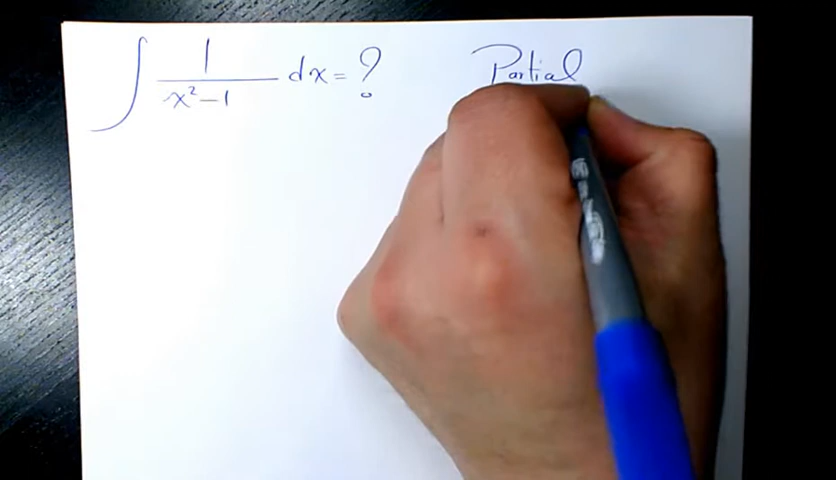 ∫ 1/(x²-1) dx = ? Partial